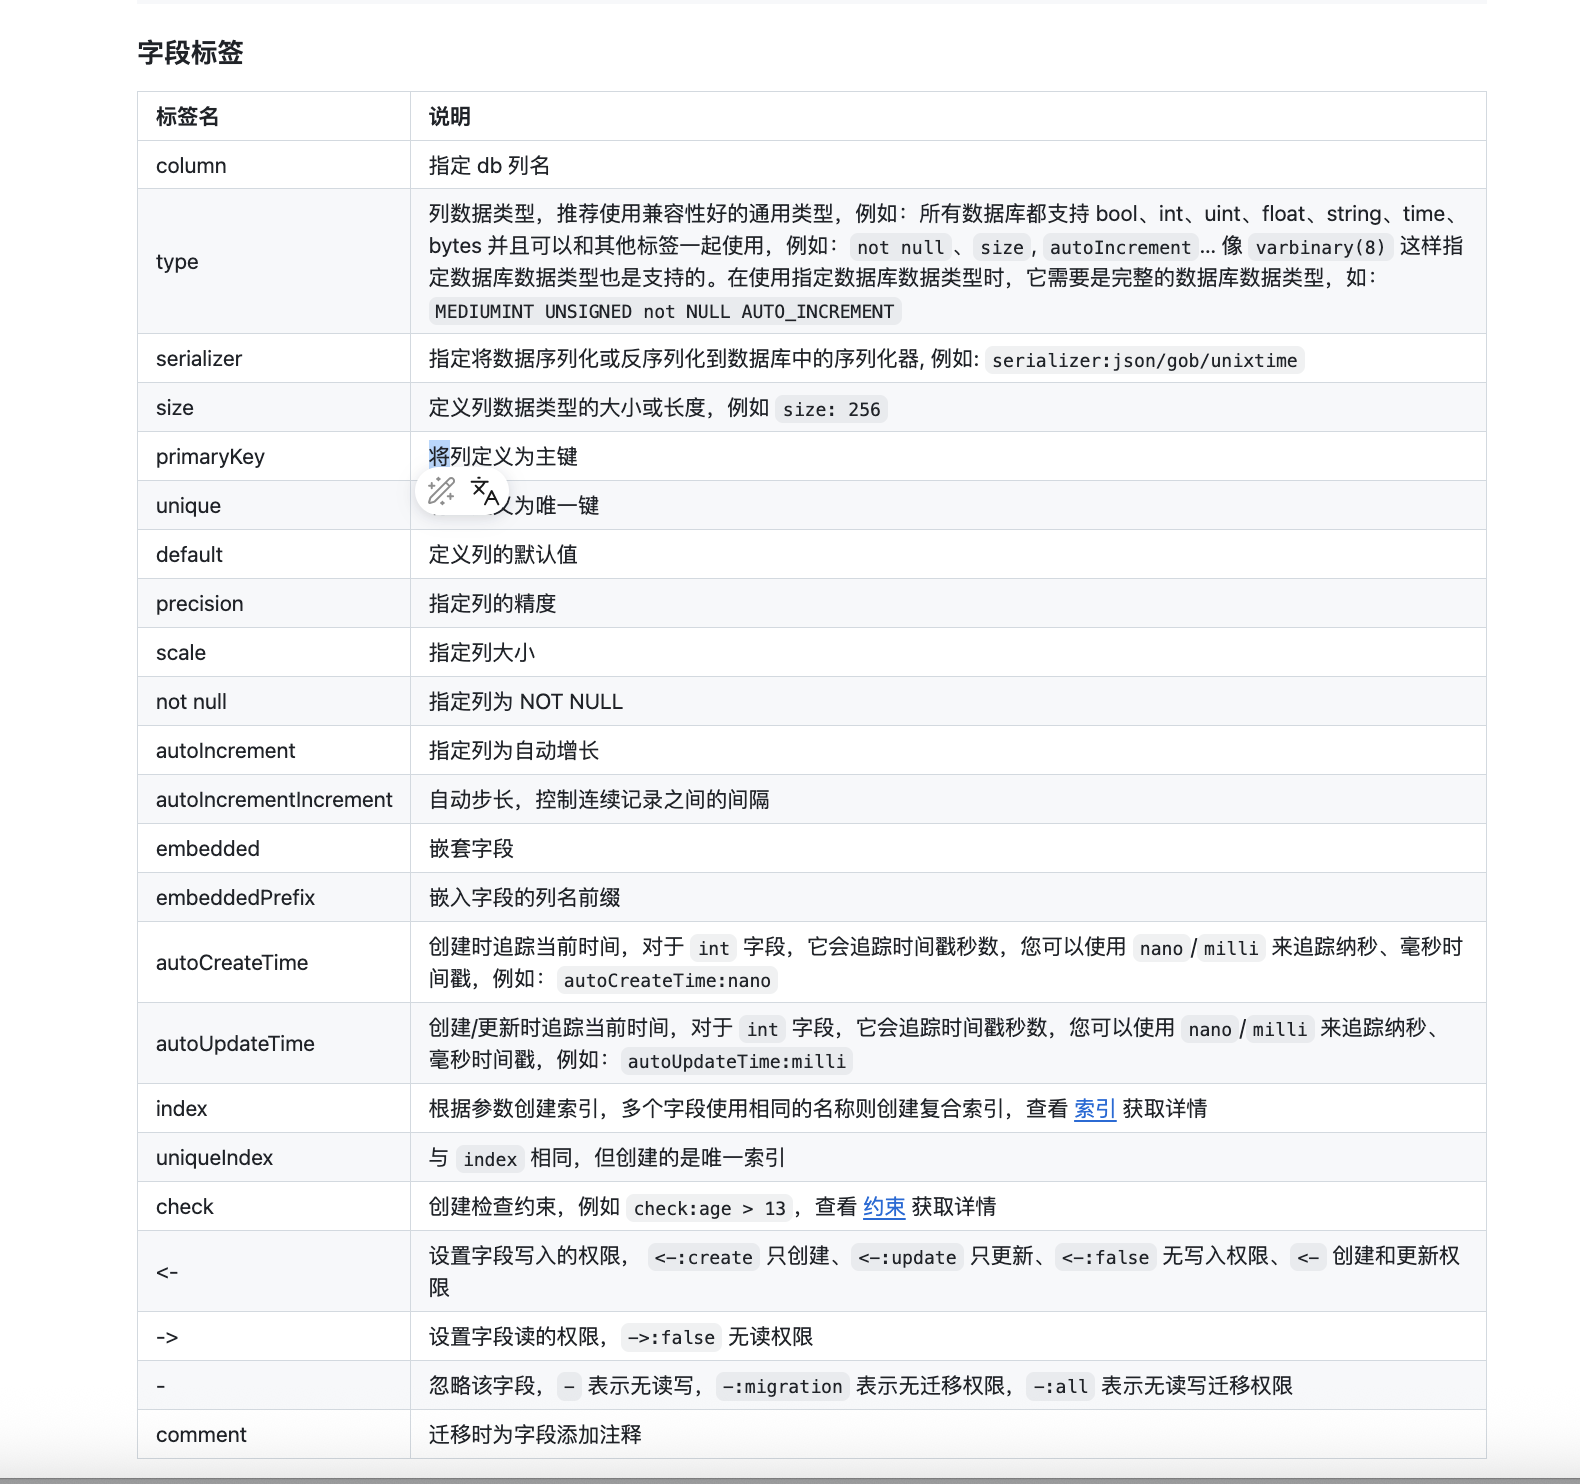 字段标签
标签名 说明
column 指定 db 列名
type 列数据类型，推荐使用兼容性好的通用类型，例如：所有数据库都支持 bool、int、uint、float、string、time、
bytes 并且可以和其他标签一起使用，例如： not null 、 size , autoIncrement ... 像 varbinary(8) 这样指
定数据库数据类型也是支持的。在使用指定数据库数据类型时，它需要是完整的数据库数据类型，如：
MEDIUMINT UNSIGNED not NULL AUTO_INCREMENT
serializer 指定将数据序列化或反序列化到数据库中的序列化器, 例如: serializer:json/gob/unixtime
size 定义列数据类型的大小或长度，例如 size: 256
primaryKey 将列定义为主键
unique 义为唯一键
default 定义列的默认值
precision 指定列的精度
scale 指定列大小
not null 指定列为 NOT NULL
autoIncrement 指定列为自动增长
autoIncrementIncrement 自动步长，控制连续记录之间的间隔
embedded 嵌套字段
embeddedPrefix 嵌入字段的列名前缀
autoCreateTime 创建时追踪当前时间，对于 int 字段，它会追踪时间戳秒数，您可以使用 nano / milli 来追踪纳秒、毫秒时
间戳，例如： autoCreateTime:nano
autoUpdateTime 创建/更新时追踪当前时间，对于 int 字段，它会追踪时间戳秒数，您可以使用 nano / milli 来追踪纳秒、
毫秒时间戳，例如： autoUpdateTime:milli
index 根据参数创建索引，多个字段使用相同的名称则创建复合索引，查看 索引 获取详情
uniqueIndex 与 index 相同，但创建的是唯一索引
check 创建检查约束，例如 check:age > 13 ，查看 约束 获取详情
<- 设置字段写入的权限， <-:create 只创建、 <-:update 只更新、 <-:false 无写入权限、 <- 创建和更新权
限
-> 设置字段读的权限， ->:false 无读权限
- 忽略该字段， - 表示无读写， -:migration 表示无迁移权限， -:all 表示无读写迁移权限
comment 迁移时为字段添加注释